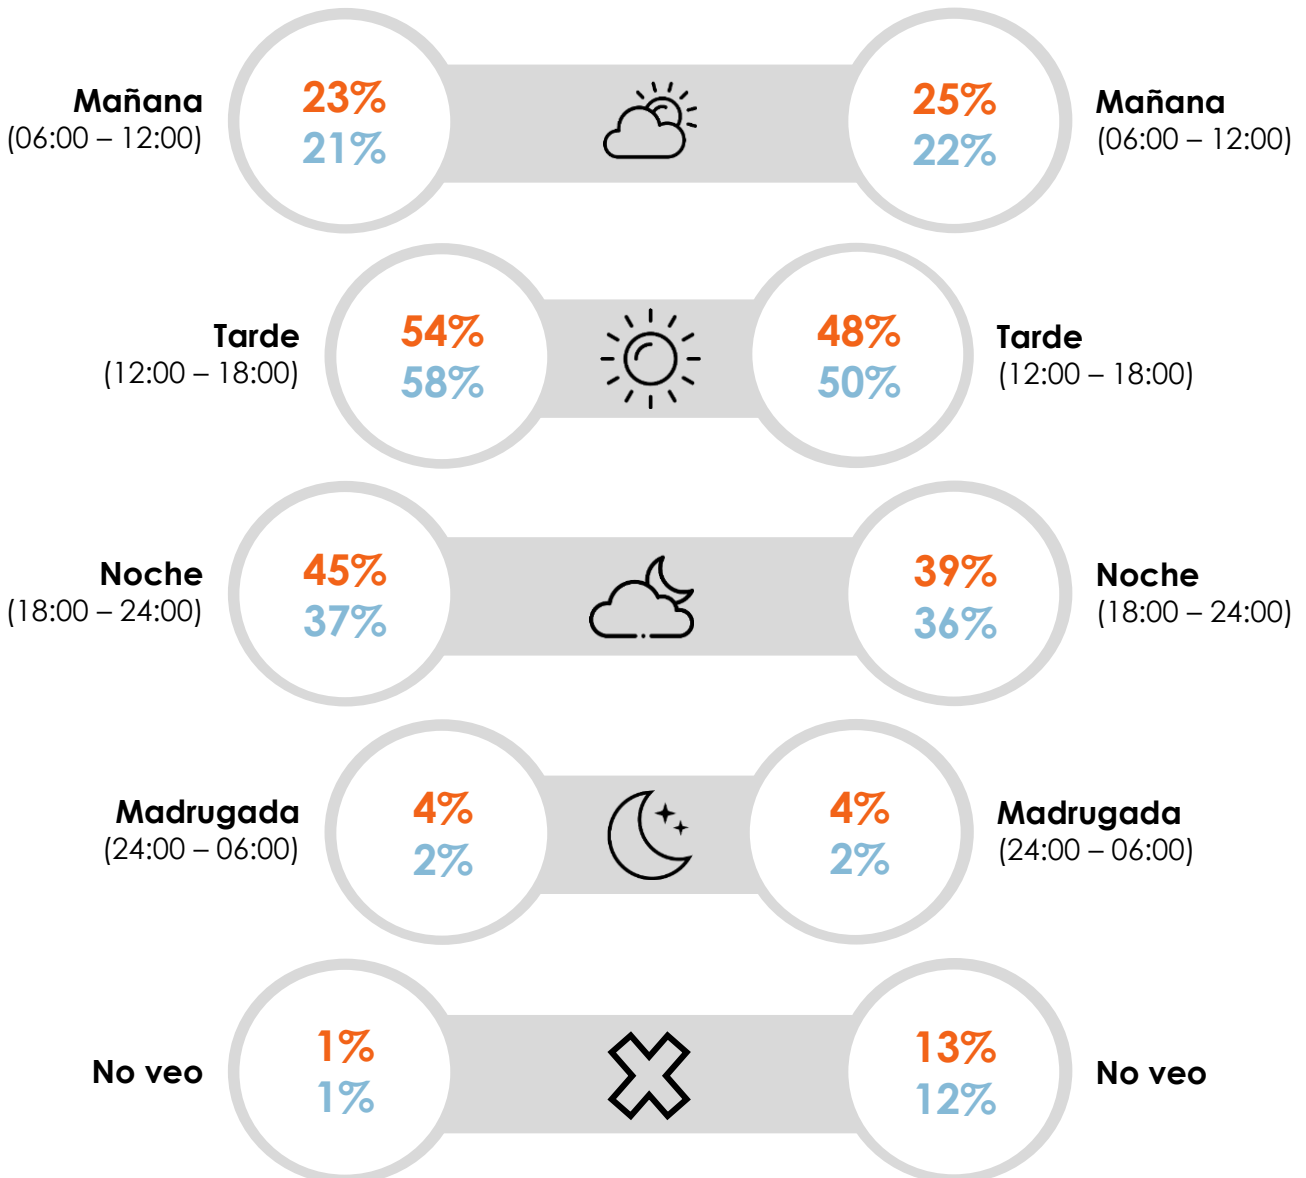 Mañana
(06:00 – 12:00)
23%
21%
25%
22%
Mañana
(06:00 – 12:00)
Tarde
(12:00 – 18:00)
54%
58%
48%
50%
Tarde
(12:00 – 18:00)
Noche
(18:00 – 24:00)
45%
37%
39%
36%
Noche
(18:00 – 24:00)
Madrugada
(24:00 – 06:00)
4%
2%
4%
2%
Madrugada
(24:00 – 06:00)
No veo
1%
1%
13%
12%
No veo